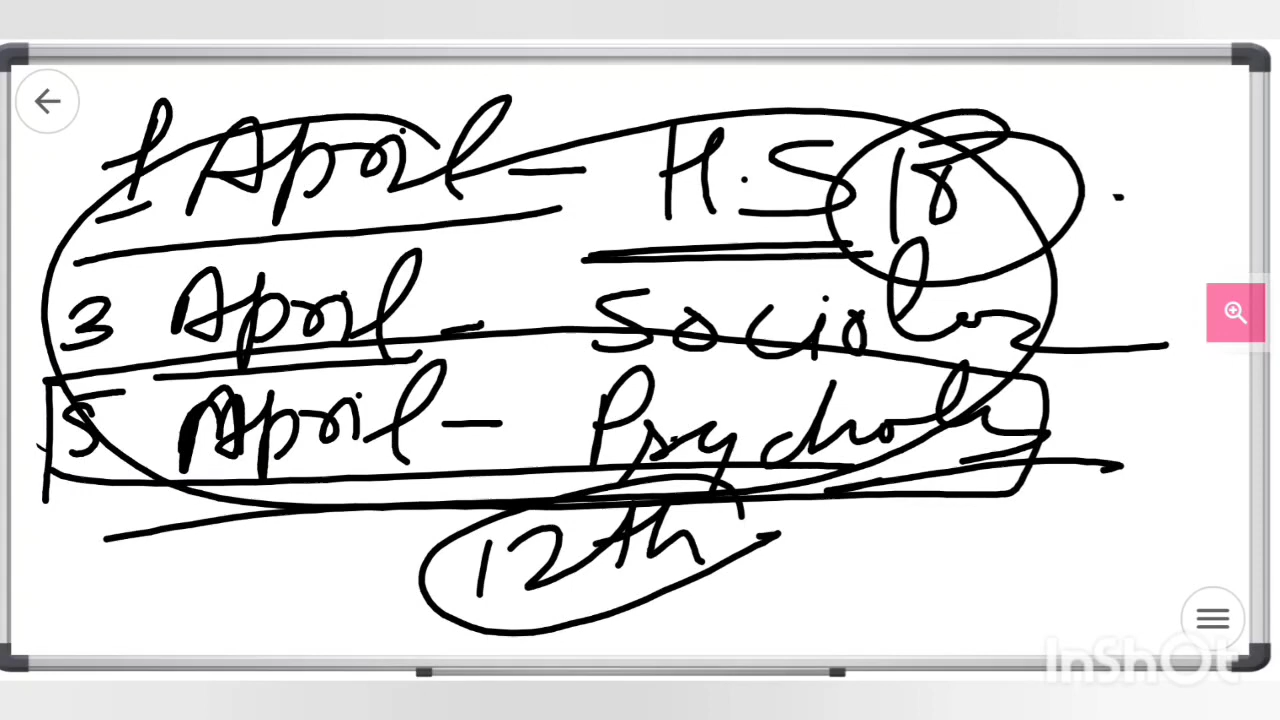 1 April - H.S 18
3 April - Sociology
5 April - Psychology
12th
InShOt